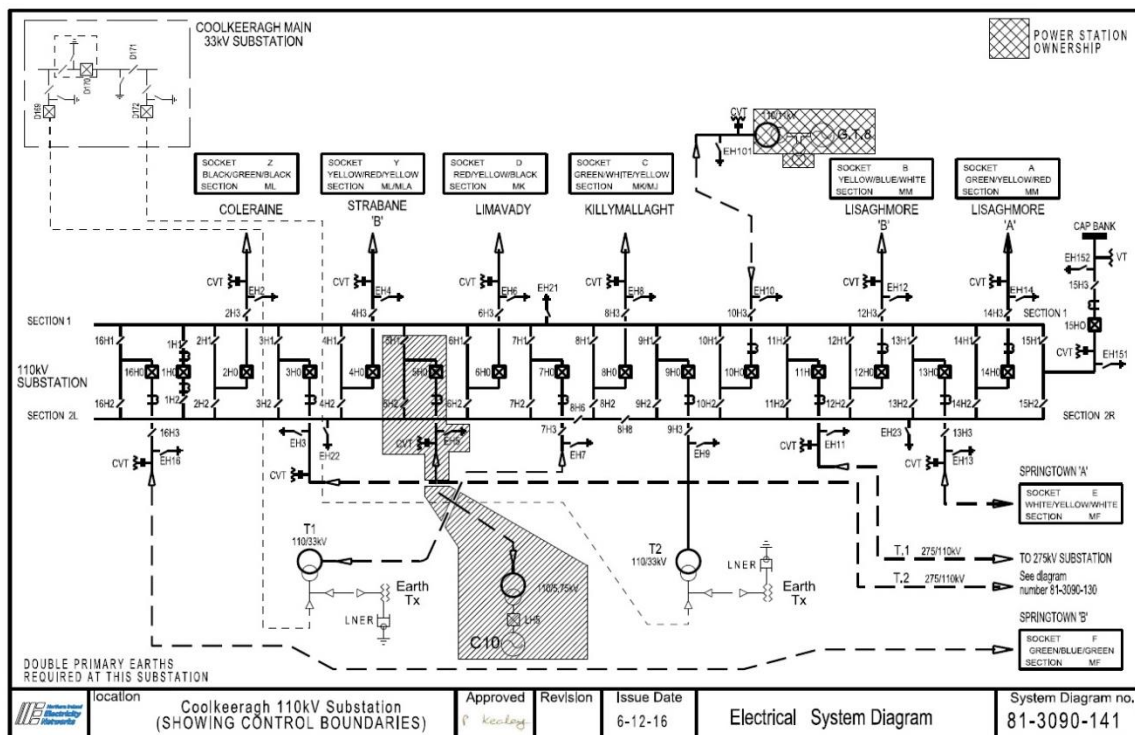 COOLKEERAGH MAIN
33kV SUBSTATION
D171
D170
D169
D172
POWER STATION
OWNERSHIP
SOCKET Z
BLACK/GREEN/BLACK
SECTION ML
COLERAINE
SOCKET Y
YELLOW/RED/YELLOW
SECTION ML/MLA
STRABANE
'B'
SOCKET D
RED/YELLOW/BLACK
SECTION MK
LIMAVADY
SOCKET C
GREEN/WHITE/YELLOW
SECTION MK/MJ
KILLYMALLAGHT
CVT
110/11kV
G.T.8
EH101
SOCKET B
YELLOW/BLUE/WHITE
SECTION MM
LISAGHMORE
'B'
SOCKET A
GREEN/YELLOW/RED
SECTION MM
LISAGHMORE
'A'
CAP BANK
VT
EH152
15H3
15HO
CVT
EH151
CVT EH2
2H3
CVT EH4
4H3
CVT EH6
6H3
EH21
CVT EH8
8H3
EH10
10H3
CVT EH12
12H3
CVT EH14
14H3
SECTION 1
SECTION 1
16H1 1H1 2H1 3H1 4H1 5H1 6H1 7H1 8H1 9H1 10H1 11H1 12H1 13H1 14H1 15H1
110kV
SUBSTATION
16H0 1H0 2H0 3H0 4H0 5H0 6H0 7H0 8H0 9H0 10H0 11H0 12H0 13H0 14H0
16H2 1H2 2H2 3H2 4H2 5H2 6H2 7H2 8H2 9H2 10H2 11H2 12H2 13H2 14H2 15H2
8H6
8H8
SECTION 2L
SECTION 2R
16H3
CVT EH16
EH3
CVT
EH22
CVT EH5
7H3
EH7
9H3
EH9
EH11
CVT
EH23
13H3
CVT EH13
SPRINGTOWN 'A'
SOCKET E
WHITE/YELLOW/WHITE
SECTION MF
T1
110/33kV
Earth
Tx
LNER
110/5,75kV
LH5
C10
T2
110/33kV
LNER
Earth
Tx
T.1 275/110kV
TO 275kV SUBSTATION
T.2 275/110kV
See diagram
number 81-3090-130
SPRINGTOWN 'B'
SOCKET F
GREEN/BLUE/GREEN
SECTION MF
DOUBLE PRIMARY EARTHS
REQUIRED AT THIS SUBSTATION
Northern Ireland
Electricity
Networks
location
Coolkeeragh 110kV Substation
(SHOWING CONTROL BOUNDARIES)
Approved
P Kealey
Revision
Issue Date
6-12-16
Electrical System Diagram
System Diagram no.
81-3090-141